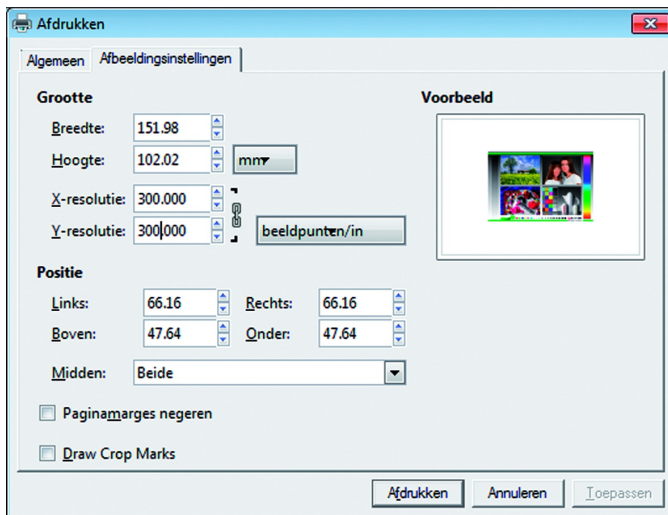 Afdrukken
Algemeen Afbeeldingsinstellingen
Grootte
Breedte: 151.98
Hoogte: 102.02 mm
X-resolutie: 300.000
Y-resolutie: 300.000 beeldpunten/in
Positie
Links: 66.16 Rechts: 66.16
Boven: 47.64 Onder: 47.64
Midden: Beide
Paginamarges negeren
Draw Crop Marks
Voorbeeld
Afdrukken Annuleren Toepassen